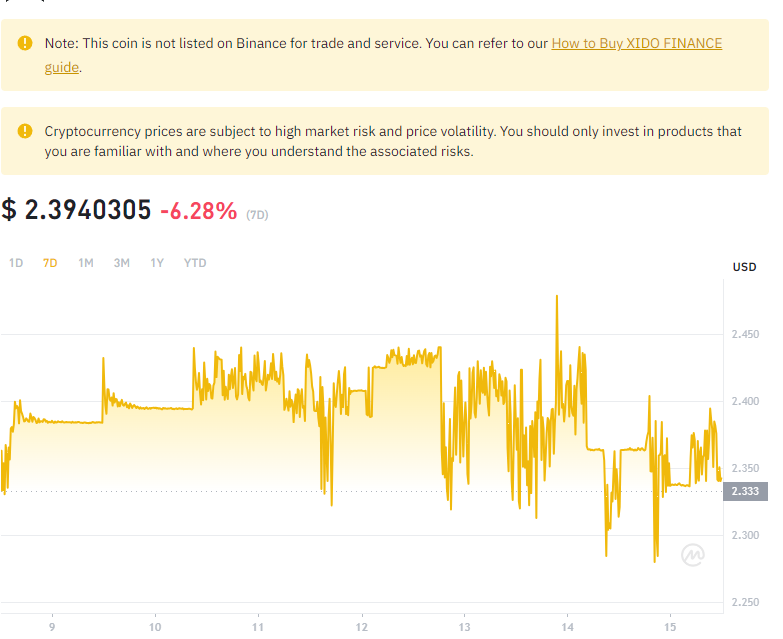 Note: This coin is not listed on Binance for trade and service. You can refer to our How to Buy XIDO FINANCE
guide.
Cryptocurrency prices are subject to high market risk and price volatility. You should only invest in products that
you are familiar with and where you understand the associated risks.
$ 2.3940305 -6.28% (7D)
1D 7D 1M 3M 1Y YTD
USD
2.450
2.400
2.350
2.333
2.300
2.250
9 10 11 12 13 14 15